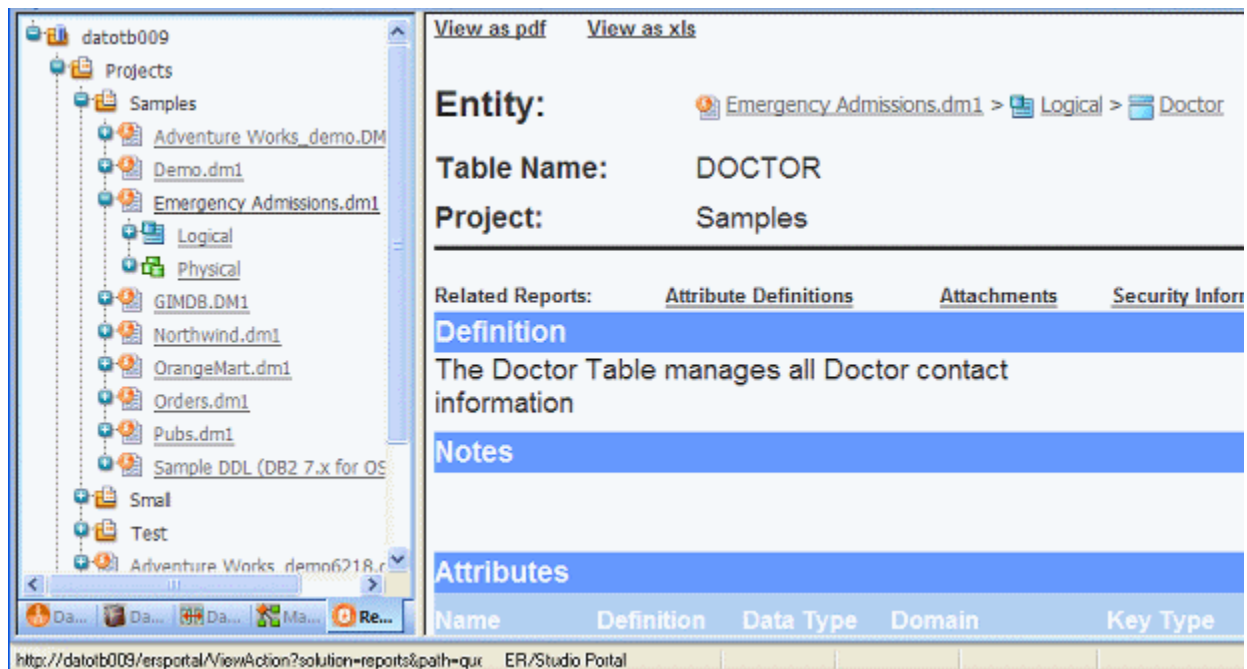 datotb009
Projects
Samples
Adventure Works_demo.DM
Demo.dm1
Emergency Admissions.dm1
Logical
Physical
GIMDB.DM1
Northwind.dm1
OrangeMart.dm1
Orders.dm1
Pubs.dm1
Sample DDL (DB2 7.x for OS
Small
Test
Adventure Works_demo6218.
Da... Da... Da... Ma... Re...
View as pdf View as xls
Entity: Emergency Admissions.dm1 > Logical > Doctor
Table Name: DOCTOR
Project: Samples
Related Reports: Attribute Definitions Attachments Security Infor
Definition
The Doctor Table manages all Doctor contact
information
Notes
Attributes
Name Definition Data Type Domain Key Type
http://datotb009/ersportal/ViewAction?solution=reports&path=que ER/Studio Portal